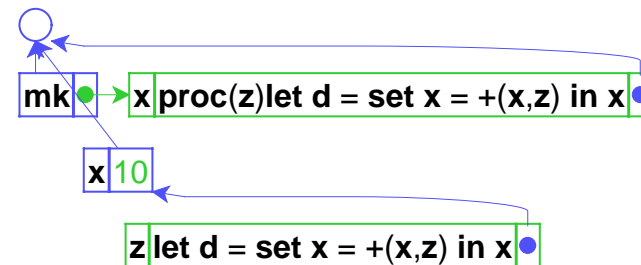 mk x proc(z)let d = set x = +(x,z) in x
x 10
z let d = set x = +(x,z) in x